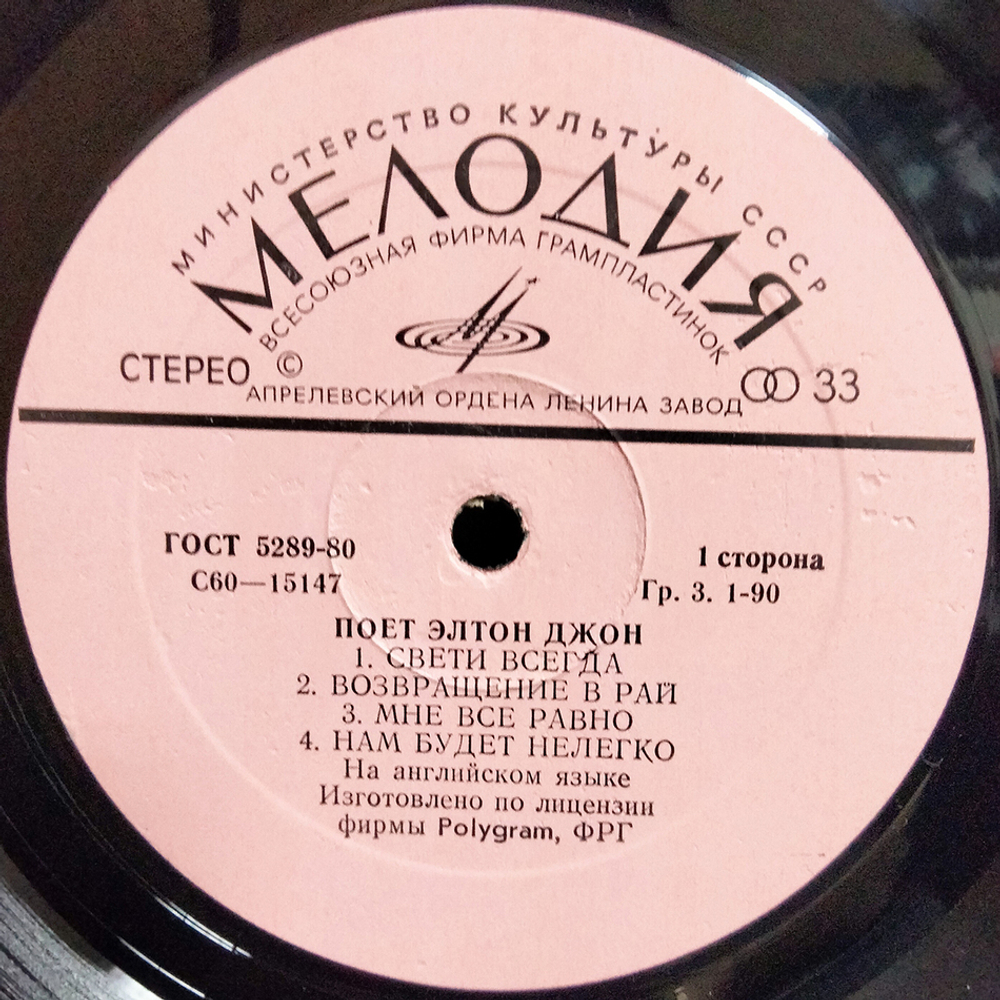 МИНИСТЕРСТВО КУЛЬТУРЫ СССР
МЕЛОДИЯ
ВСЕСОЮЗНАЯ ФИРМА ГРАМПЛАСТИНОК
СТЕРЕО
©
33
АПРЕЛЕВСКИЙ ОРДЕНА ЛЕНИНА ЗАВОД
ГОСТ 5289-80
С60—15147
1 сторона
Гр. 3. 1-90
ПОЕТ ЭЛТОН ДЖОН
1. СВЕТИ ВСЕГДА
2. ВОЗВРАЩЕНИЕ В РАЙ
3. МНЕ ВСЕ РАВНО
4. НАМ БУДЕТ НЕЛЕГКО
На английском языке
Изготовлено по лицензии
фирмы Polygram, ФРГ